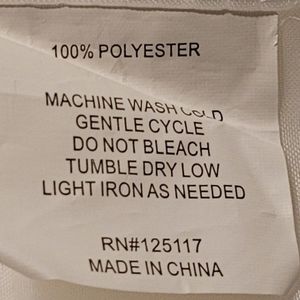 100% POLYESTER
MACHINE WASH COLD
GENTLE CYCLE
DO NOT BLEACH
TUMBLE DRY LOW
LIGHT IRON AS NEEDED
RN#125117
MADE IN CHINA